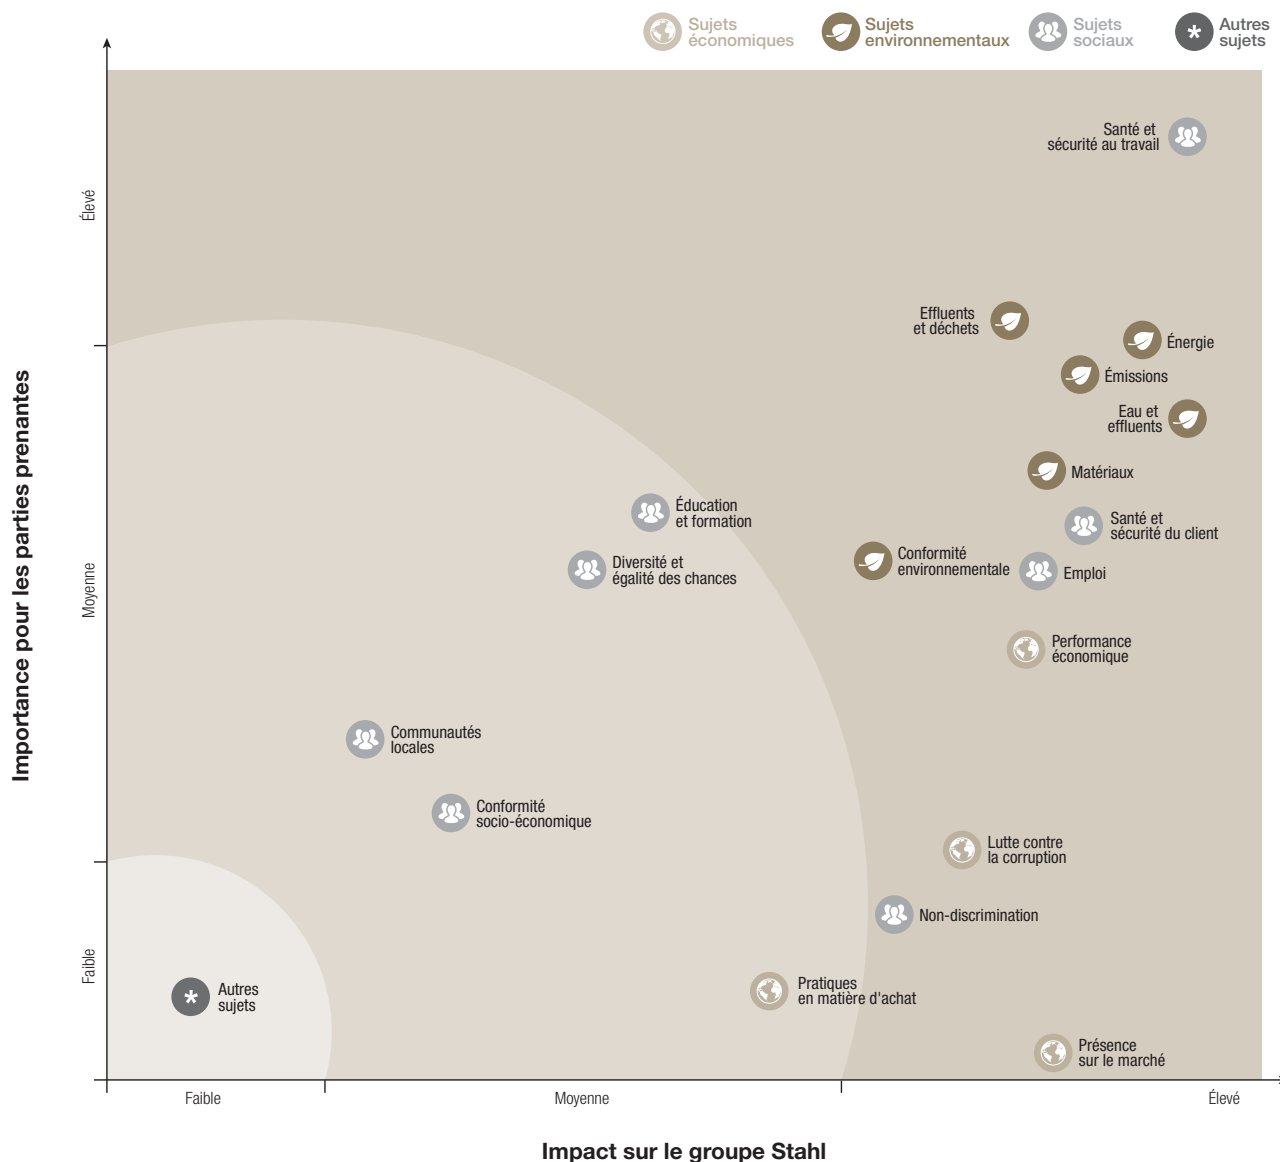 Sujets
économiques
Sujets
environnementaux
Sujets
sociaux
Autres
sujets
Importance pour les parties prenantes
Élevé
Moyenne
Faible
Santé et
sécurité au travail
Effluents
et déchets
Énergie
Émissions
Eau et
effluents
Matériaux
Éducation
et formation
Santé et
sécurité du client
Conformité
environnementale
Diversité et
égalité des chances
Emploi
Performance
économique
Communautés
locales
Conformité
socio-économique
Lutte contre
la corruption
Non-discrimination
Pratiques
en matière d'achat
Autres
sujets
Présence
sur le marché
Faible
Moyenne
Élevé
Impact sur le groupe Stahl